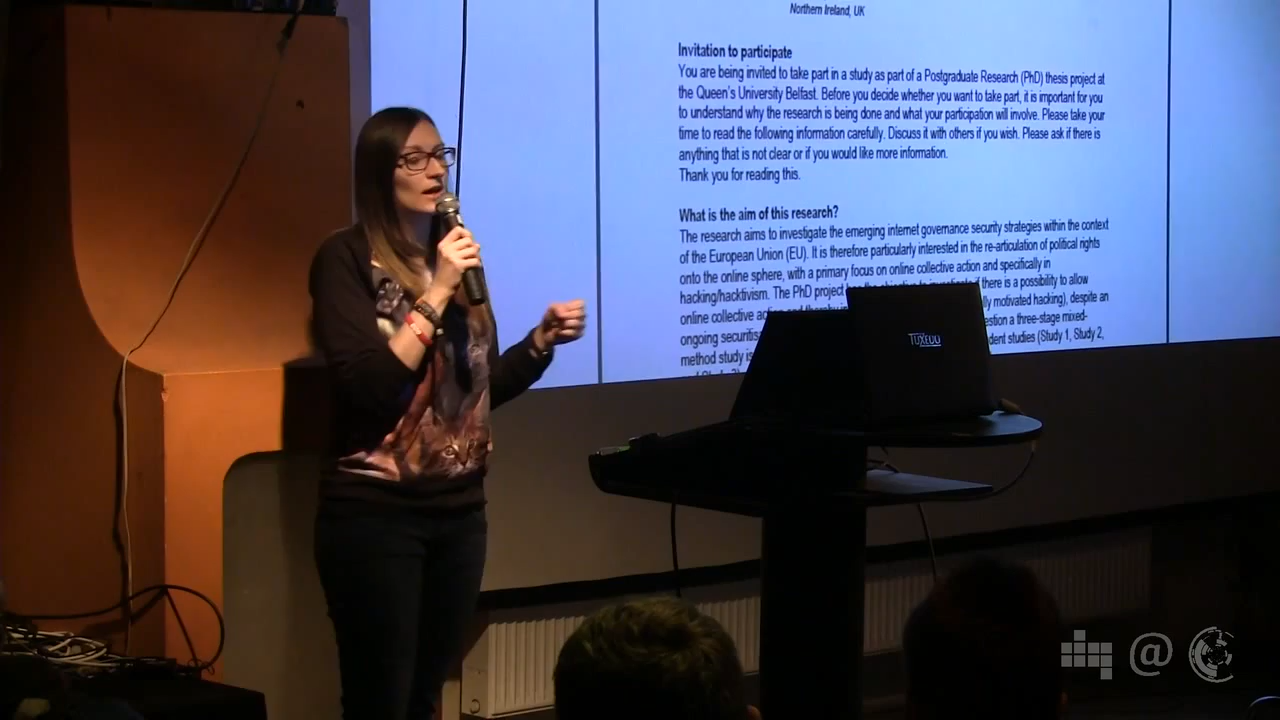 Northern Ireland, UK
Invitation to participate
You are being invited to take part in a study as part of a Postgraduate Research (PhD) thesis project at
the Queen's University Belfast. Before you decide whether you want to take part, it is important for you
to understand why the research is being done and what your participation will involve. Please take your
time to read the following information carefully. Discuss it with others if you wish. Please ask if there is
anything that is not clear or if you would like more information.
Thank you for reading this.
What is the aim of this research?
The research aims to investigate the emerging internet governance security strategies within the context
of the European Union (EU). It is therefore particularly interested in the re-articulation of political rights
onto the online sphere, with a primary focus on online collective action and specifically in
hacking/hacktivism. The PhD project there is a possibility to allow
online collective motivated hacking), despite an
ongoing a three-stage mixed-
method study is studies (Study 1, Study 2,
TUXEDO
@